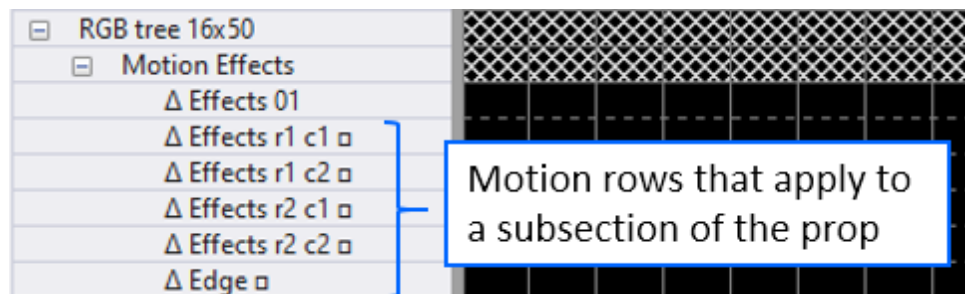 RGB tree 16x50
Motion Effects
Δ Effects 01
Δ Effects r1 c1 ¤
Δ Effects r1 c2 ¤
Δ Effects r2 c1 ¤
Δ Effects r2 c2 ¤
Δ Edge ¤
Motion rows that apply to
a subsection of the prop